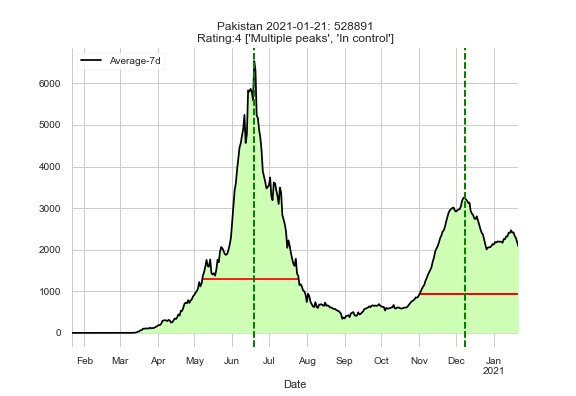 Pakistan 2021-01-21: 528891
Rating:4 ['Multiple peaks', 'In control']
Average-7d
6000
5000
4000
3000
2000
1000
0
Feb Mar Apr May Jun Jul Aug Sep Oct Nov Dec Jan
2021
Date